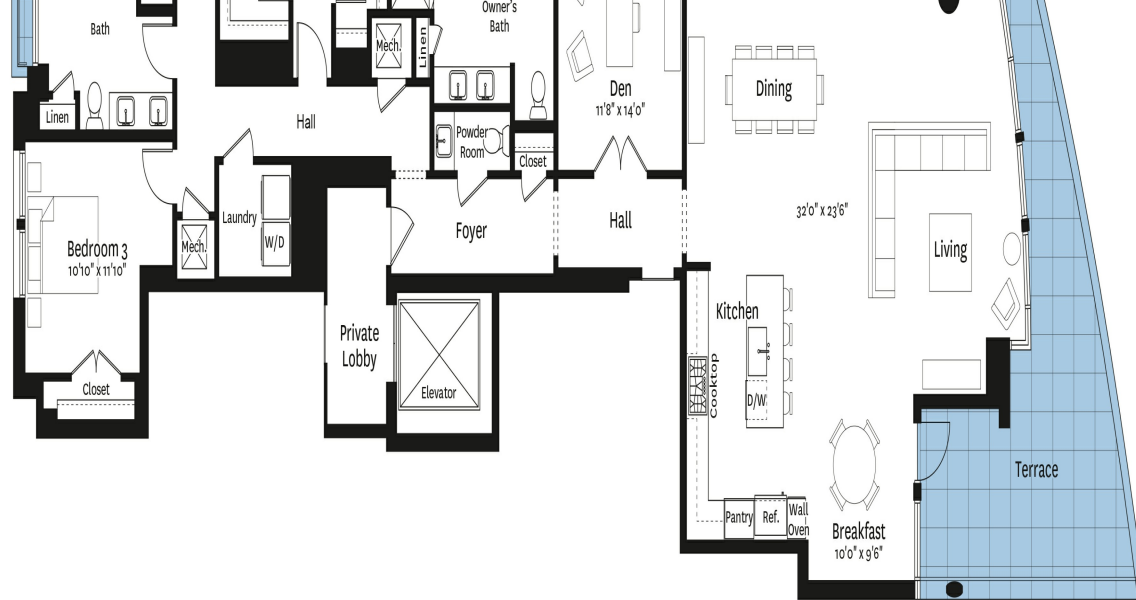 Owner's
Bath
Bath
Mech.
Linen
Den
11'8" x 14'0"
Dining
Linen
Hall
Powder
Room
Closet
Laundry
W/D
Mech.
Bedroom 3
10'10" x 11'10"
Foyer
Hall
32'0" x 23'6"
Living
Private
Lobby
Elevator
Kitchen
Cooktop
D/W
Closet
Terrace
Pantry
Ref.
Wall
Oven
Breakfast
10'0" x 9'6"